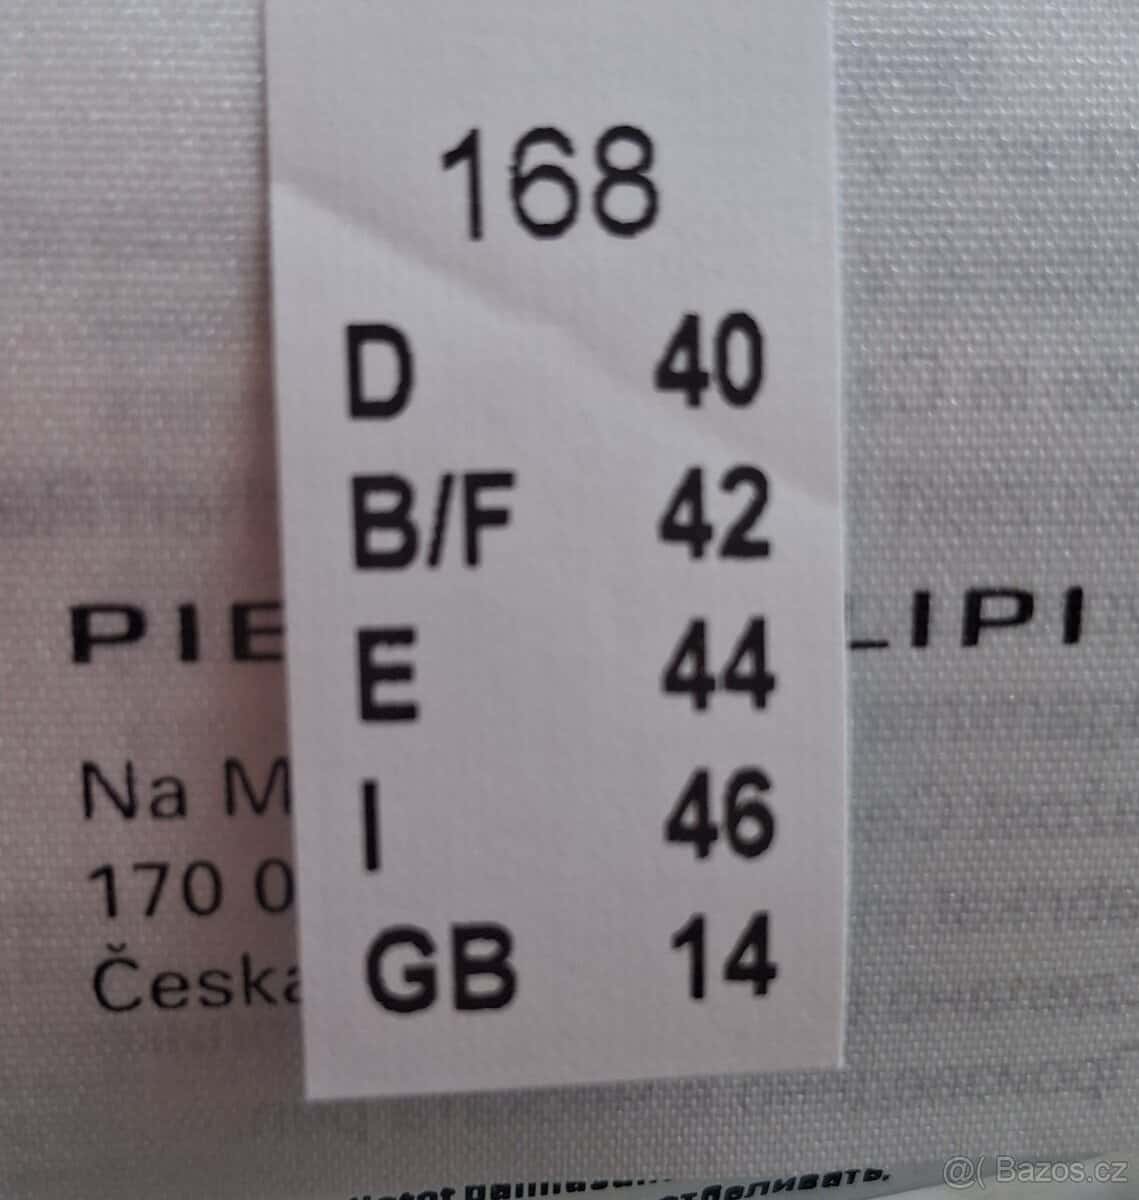 168
D 40
B/F 42
E 44
I 46
GB 14
PIE LIPI
Na M
170 0
Česka
@( Bazos.cz